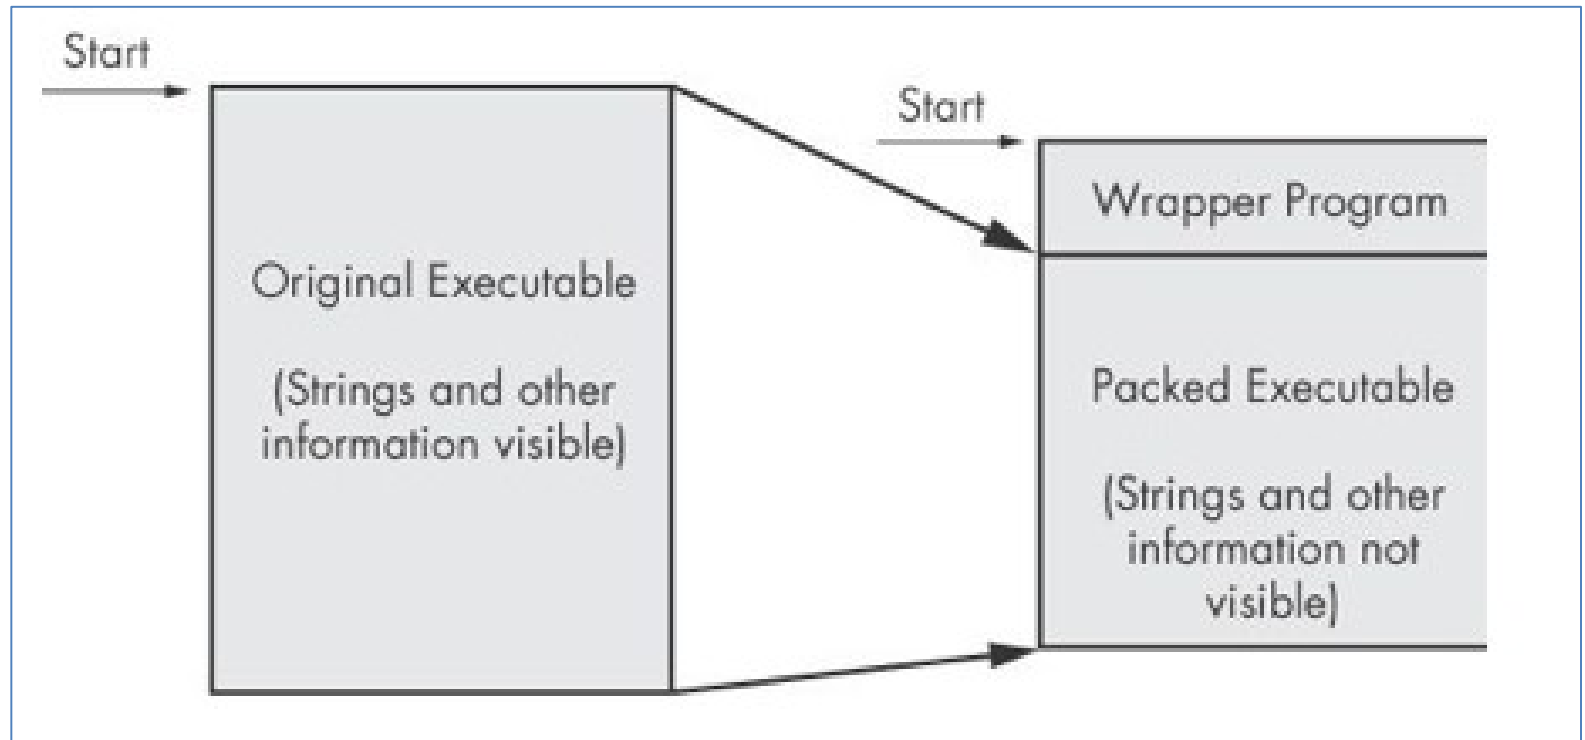 Start
Original Executable
(Strings and other
information visible)
Start
Wrapper Program
Packed Executable
(Strings and other
information not
visible)